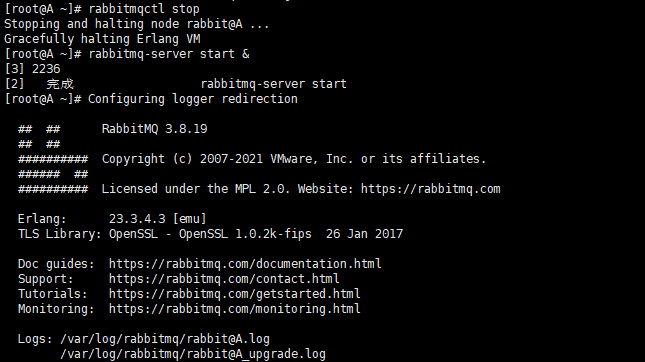 [root@A ~]# rabbitmqctl stop
Stopping and halting node rabbit@A ...
Gracefully halting Erlang VM
[root@A ~]# rabbitmq-server start &
[3] 2236
[2]   完成                  rabbitmq-server start
[root@A ~]# Configuring logger redirection
  ##  ##      RabbitMQ 3.8.19
  ##  ##
  ##########  Copyright (c) 2007-2021 VMware, Inc. or its affiliates.
  ######  ##
  ##########  Licensed under the MPL 2.0. Website: https://rabbitmq.com
  Erlang:      23.3.4.3 [emu]
  TLS Library: OpenSSL - OpenSSL 1.0.2k-fips  26 Jan 2017
  Doc guides:  https://rabbitmq.com/documentation.html
  Support:     https://rabbitmq.com/contact.html
  Tutorials:   https://rabbitmq.com/getstarted.html
  Monitoring:  https://rabbitmq.com/monitoring.html
  Logs: /var/log/rabbitmq/rabbit@A.log
        /var/log/rabbitmq/rabbit@A_upgrade.log